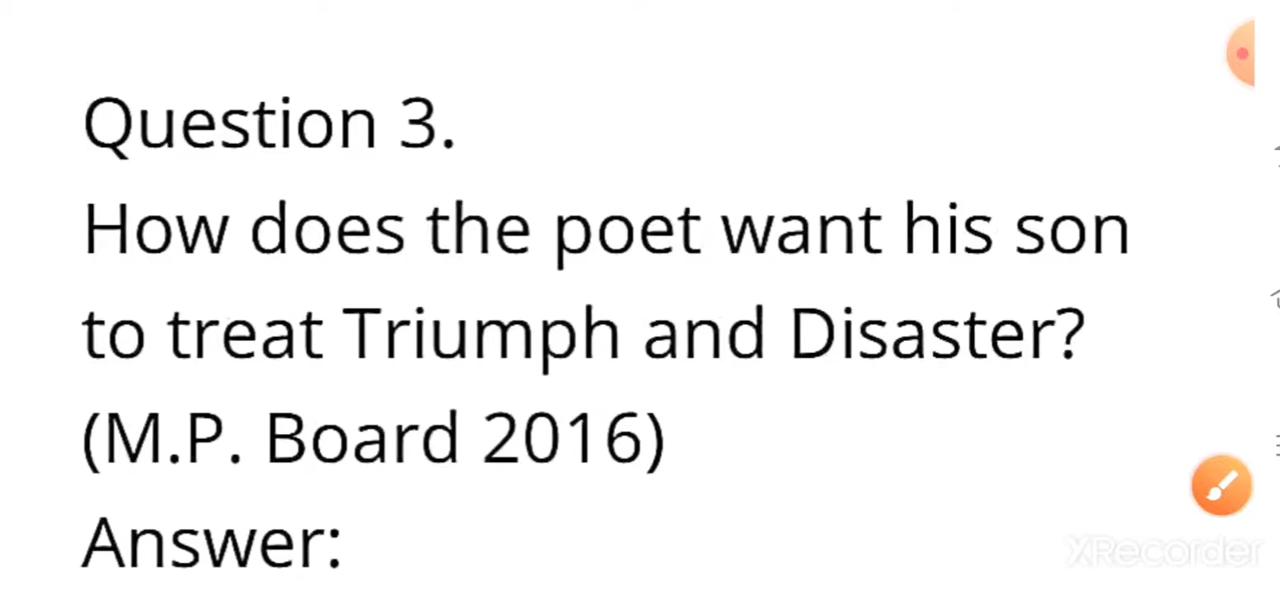 Question 3.
How does the poet want his son
to treat Triumph and Disaster?
(M.P. Board 2016)
Answer:
XRecorder